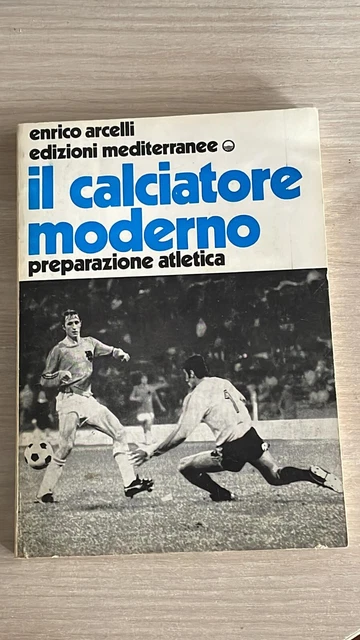 enrico arcelli
edizioni mediterranee
il calciatore
moderno
preparazione atletica
1